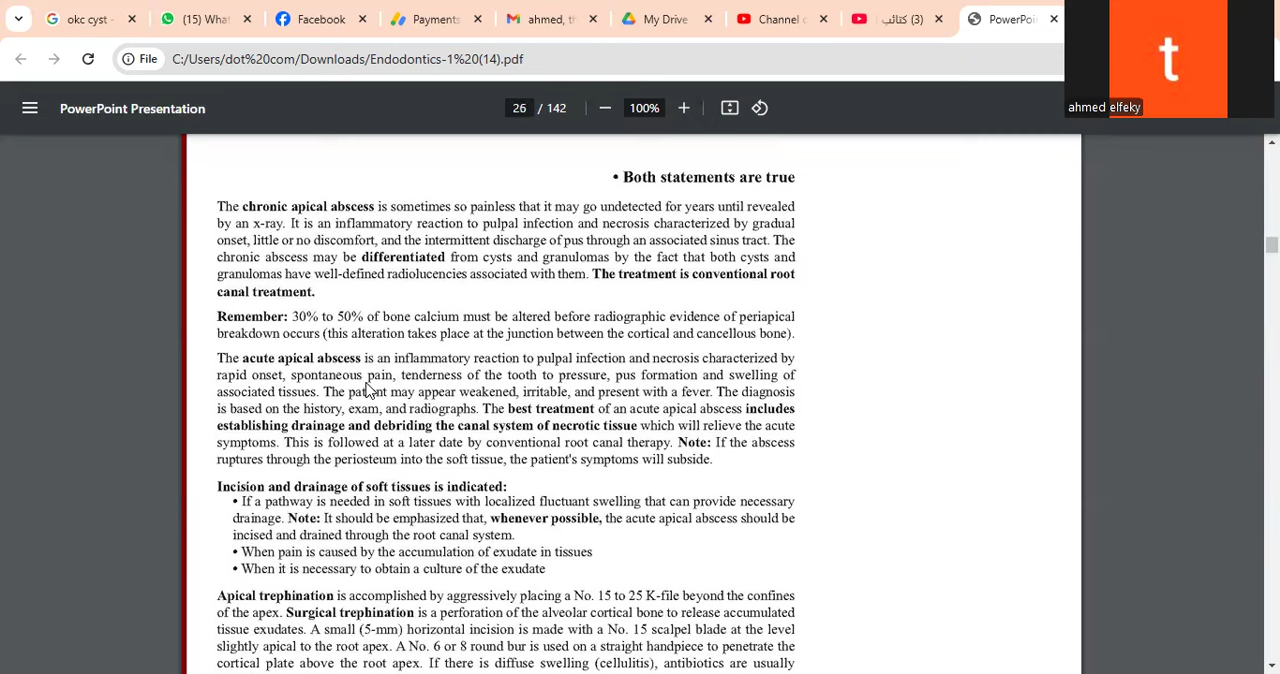 okc cyst -
(15) What
Facebook
Payments
ahmed, th
My Drive
Channel c
(3) كتائب
PowerPoi
File
C:/Users/dot%20com/Downloads/Endodontics-1%20(14).pdf
t
ahmed elfeky
PowerPoint Presentation
26 / 142
100%
• Both statements are true
The chronic apical abscess is sometimes so painless that it may go undetected for years until revealed
by an x-ray. It is an inflammatory reaction to pulpal infection and necrosis characterized by gradual
onset, little or no discomfort, and the intermittent discharge of pus through an associated sinus tract. The
chronic abscess may be differentiated from cysts and granulomas by the fact that both cysts and
granulomas have well-defined radiolucencies associated with them. The treatment is conventional root
canal treatment.
Remember: 30% to 50% of bone calcium must be altered before radiographic evidence of periapical
breakdown occurs (this alteration takes place at the junction between the cortical and cancellous bone).
The acute apical abscess is an inflammatory reaction to pulpal infection and necrosis characterized by
rapid onset, spontaneous pain, tenderness of the tooth to pressure, pus formation and swelling of
associated tissues. The patient may appear weakened, irritable, and present with a fever. The diagnosis
is based on the history, exam, and radiographs. The best treatment of an acute apical abscess includes
establishing drainage and debriding the canal system of necrotic tissue which will relieve the acute
symptoms. This is followed at a later date by conventional root canal therapy. Note: If the abscess
ruptures through the periosteum into the soft tissue, the patient's symptoms will subside.
Incision and drainage of soft tissues is indicated:
• If a pathway is needed in soft tissues with localized fluctuant swelling that can provide necessary
drainage. Note: It should be emphasized that, whenever possible, the acute apical abscess should be
incised and drained through the root canal system.
• When pain is caused by the accumulation of exudate in tissues
• When it is necessary to obtain a culture of the exudate
Apical trephination is accomplished by aggressively placing a No. 15 to 25 K-file beyond the confines
of the apex. Surgical trephination is a perforation of the alveolar cortical bone to release accumulated
tissue exudates. A small (5-mm) horizontal incision is made with a No. 15 scalpel blade at the level
slightly apical to the root apex. A No. 6 or 8 round bur is used on a straight handpiece to penetrate the
cortical plate above the root apex. If there is diffuse swelling (cellulitis), antibiotics are usually